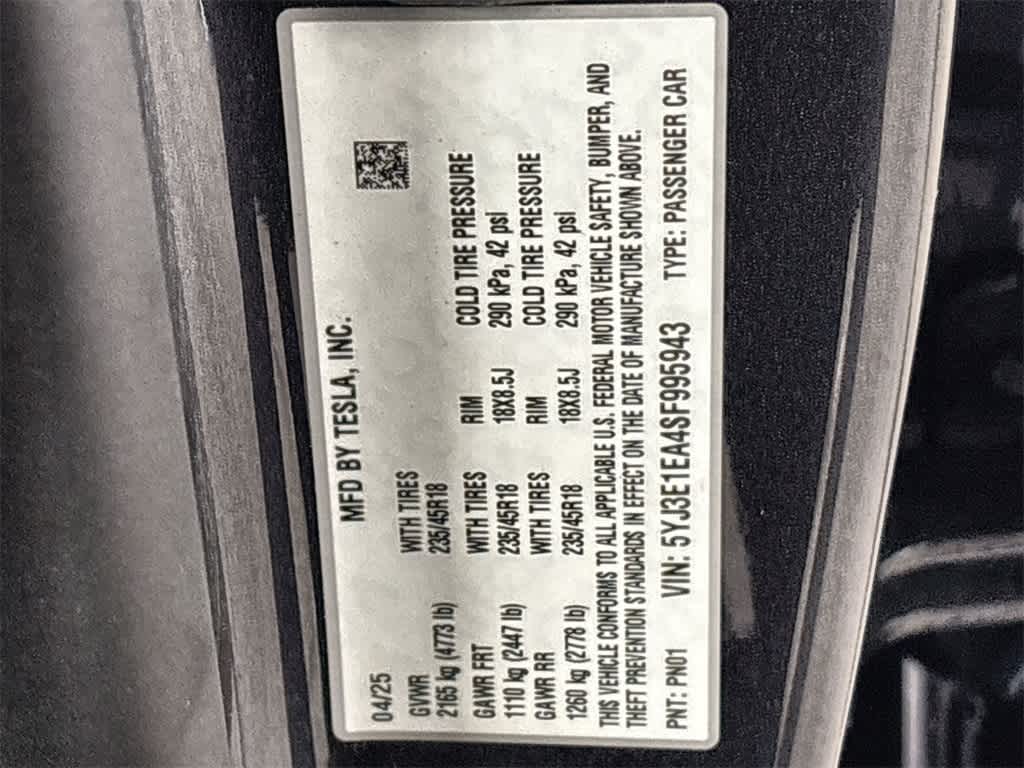 MFD BY TESLA, INC.
04/25
GVWR WITH TIRES
2165 kg (4773 lb) 235/45R18
GAWR FRT WITH TIRES RIM COLD TIRE PRESSURE
1110 kg (2447 lb) 235/45R18 18X8.5J 290 kPa, 42 psi
GAWR RR WITH TIRES RIM COLD TIRE PRESSURE
1260 kg (2778 lb) 235/45R18 18X8.5J 290 kPa, 42 psi
THIS VEHICLE CONFORMS TO ALL APPLICABLE U.S. FEDERAL MOTOR VEHICLE SAFETY, BUMPER, AND
THEFT PREVENTION STANDARDS IN EFFECT ON THE DATE OF MANUFACTURE SHOWN ABOVE.
PNT: PN01 VIN: 5YJ3E1EA4SF995943 TYPE: PASSENGER CAR